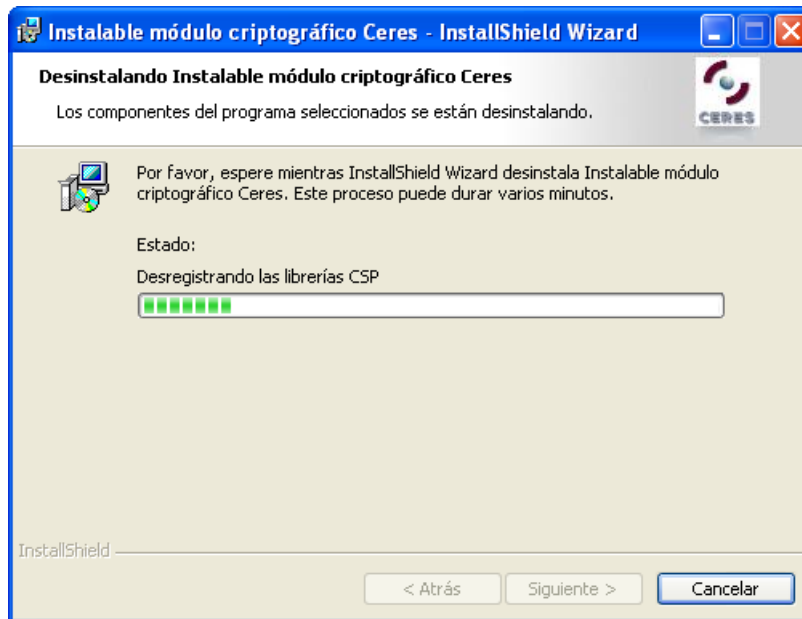 Instalable módulo criptográfico Ceres - InstallShield Wizard
Desinstalando Instalable módulo criptográfico Ceres
Los componentes del programa seleccionados se están desinstalando.
CERES
Por favor, espere mientras InstallShield Wizard desinstala Instalable módulo
criptográfico Ceres. Este proceso puede durar varios minutos.
Estado:
Desregistrando las librerías CSP
InstallShield
< Atrás
Siguiente >
Cancelar